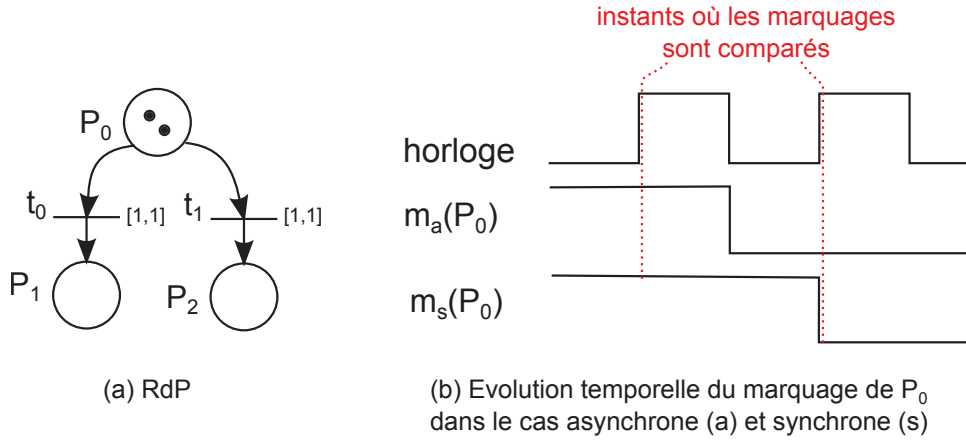 instants où les marquages
sont comparés
P0
t0
[1,1]
t1
[1,1]
P1
P2
horloge
ma(P0)
ms(P0)
(a) RdP
(b) Evolution temporelle du marquage de P0
dans le cas asynchrone (a) et synchrone (s)